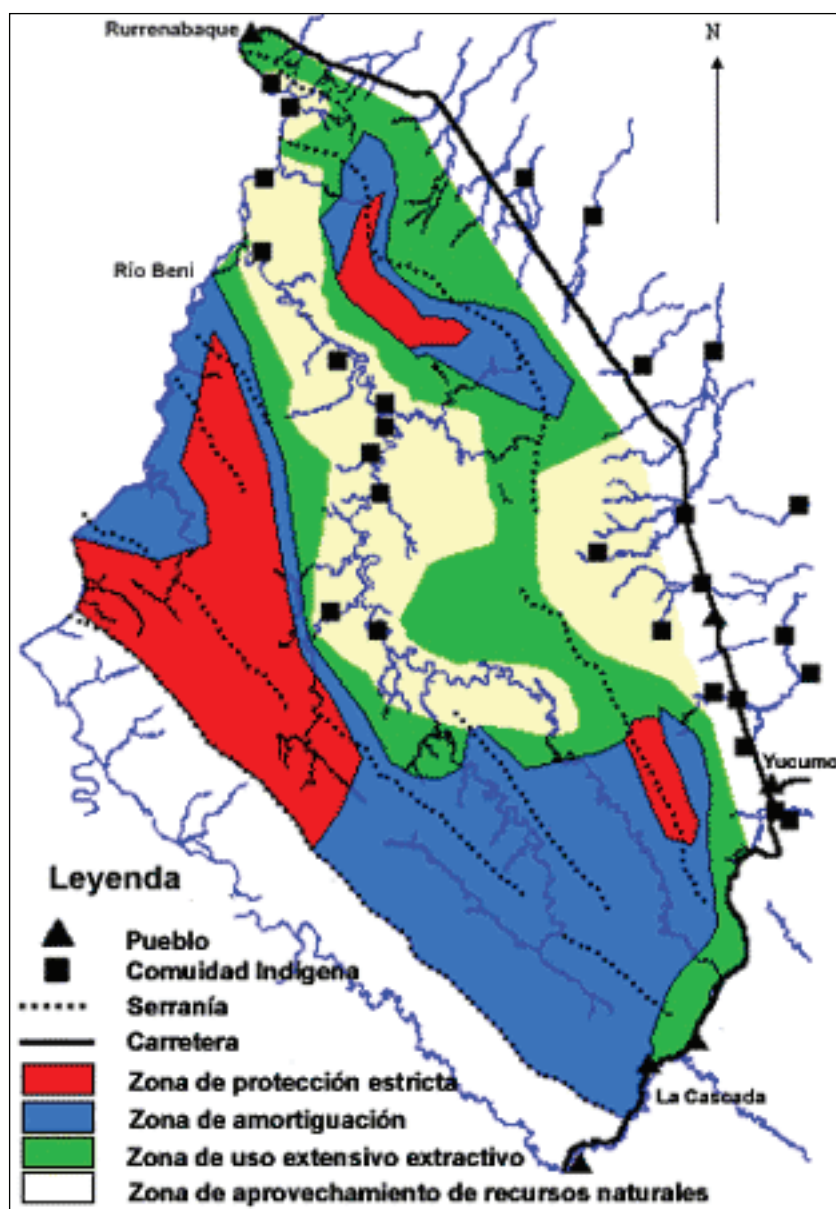 Rurrenabaque
N
Río Beni
Yucumo
Leyenda
Pueblo
Comuidad Indígena
Serranía
Carretera
Zona de protección estricta
Zona de amortiguación
La Cascada
Zona de uso extensivo extractivo
Zona de aprovechamiento de recursos naturales